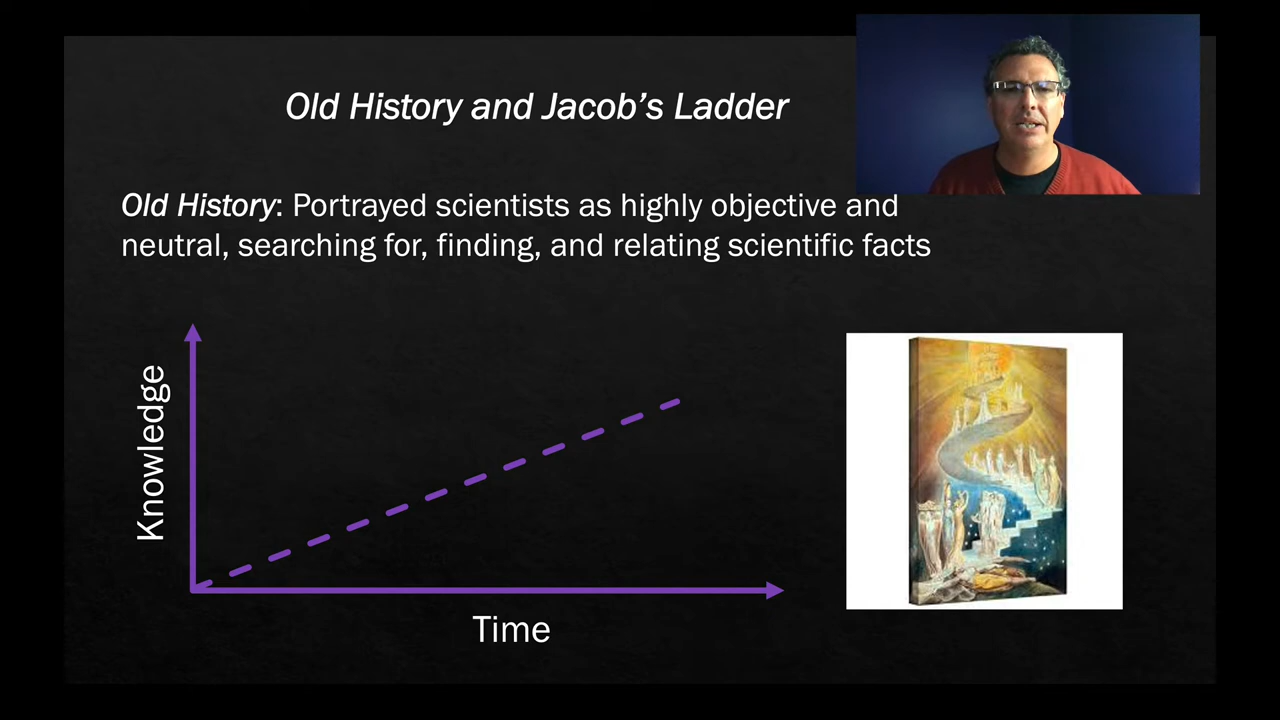 Old History and Jacob’s Ladder
Old History: Portrayed scientists as highly objective and
neutral, searching for, finding, and relating scientific facts
Knowledge
Time